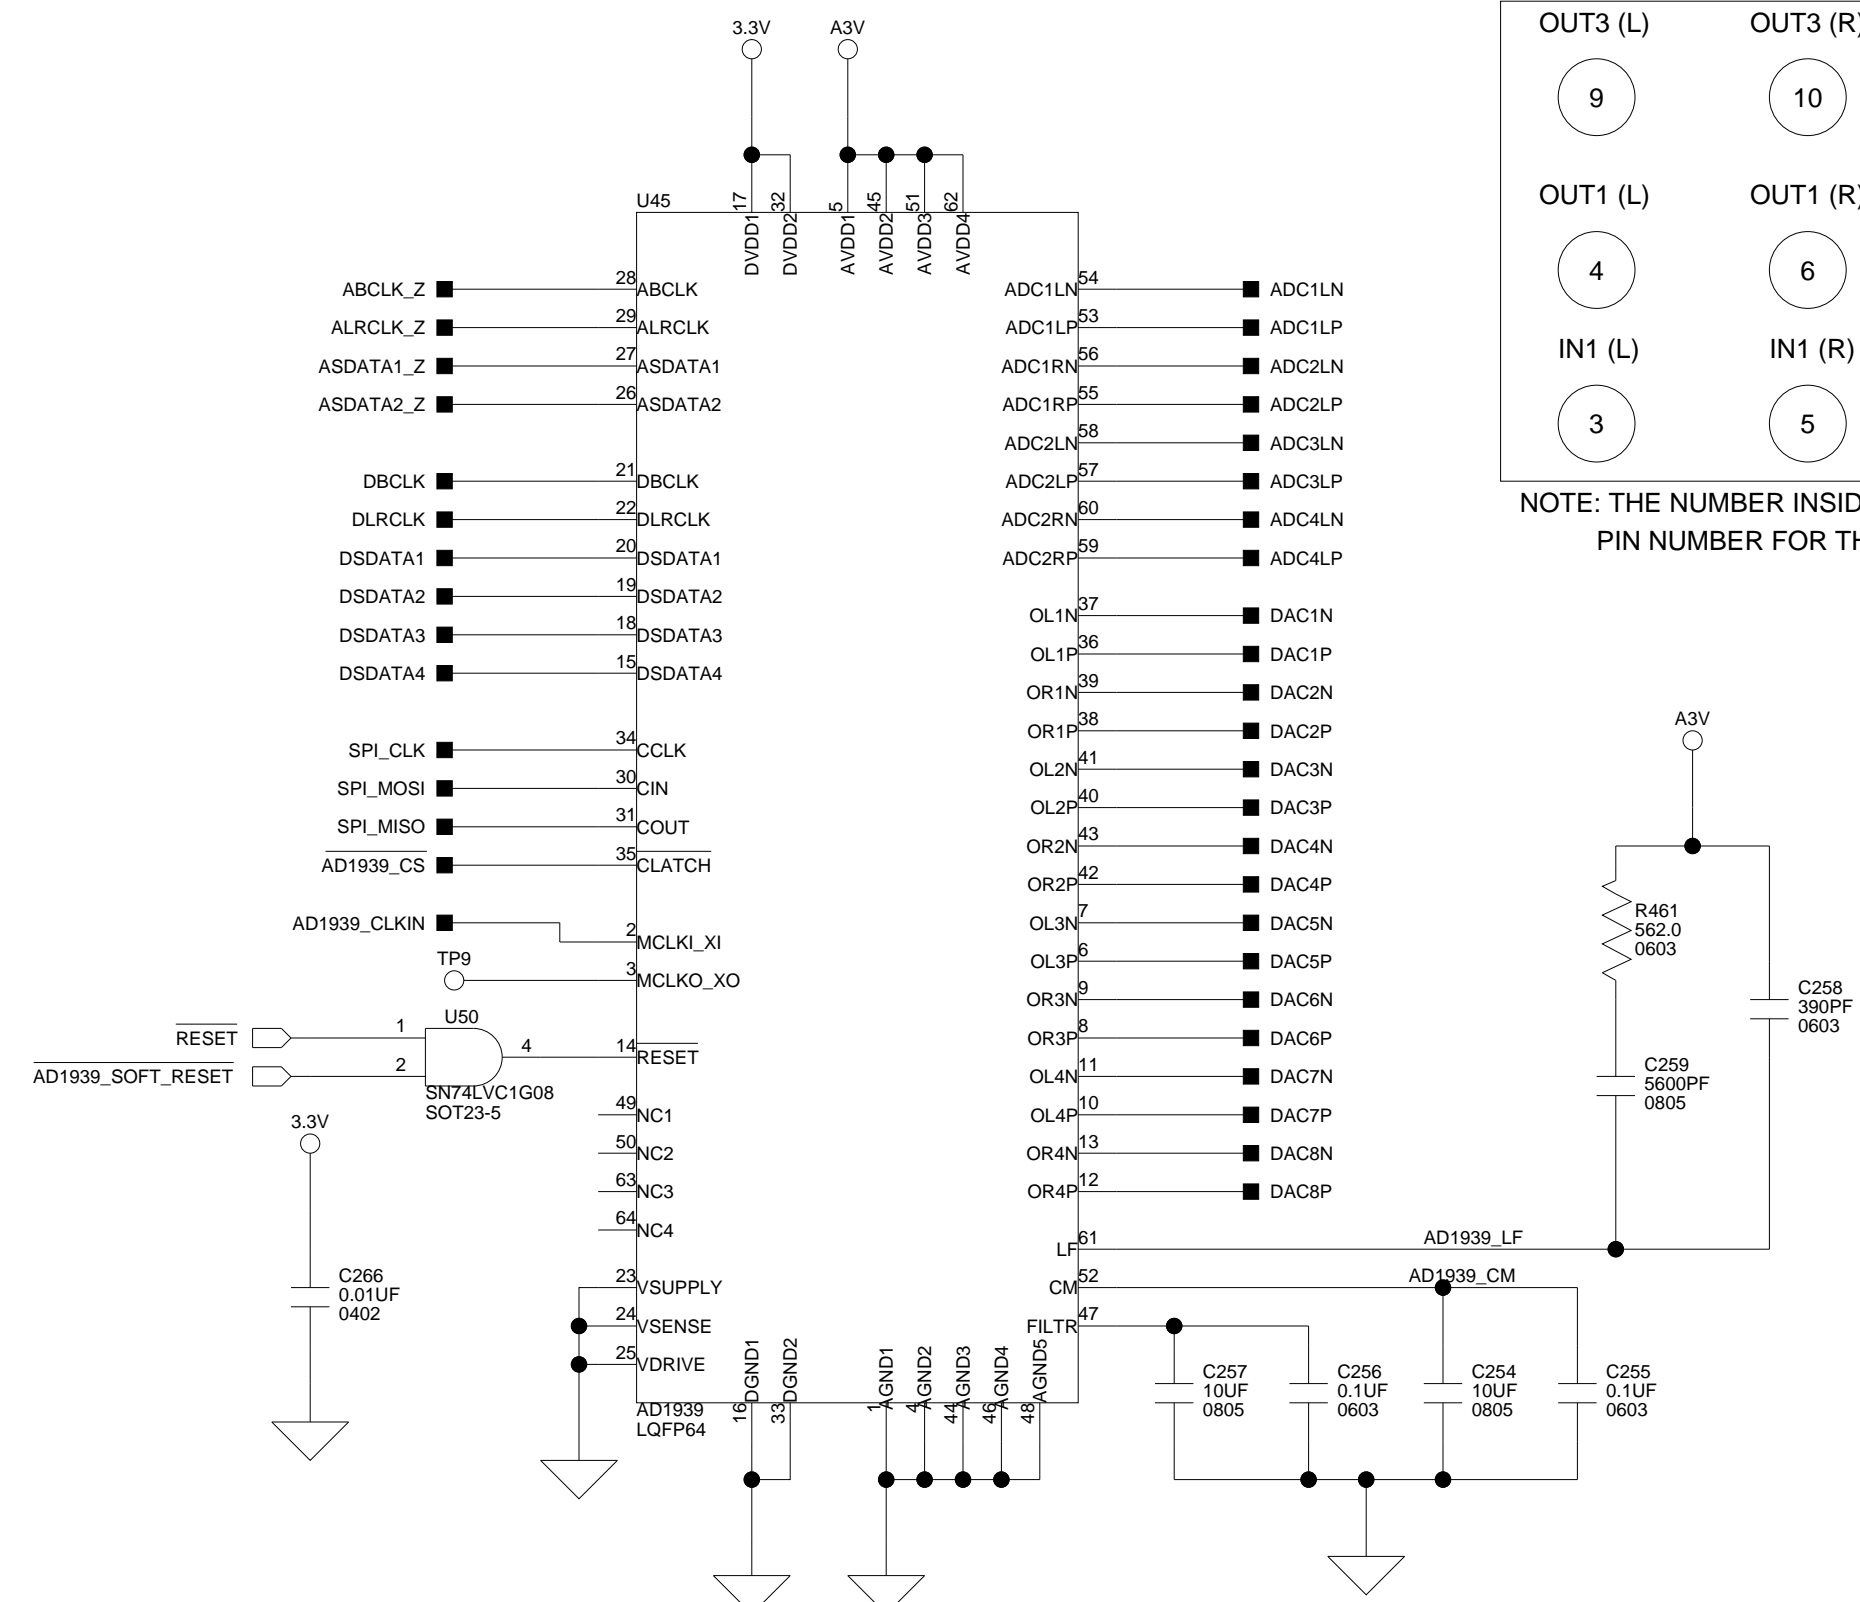 3.3V
A3V
OUT3 (L)
OUT3 (R)
9
10
OUT1 (L)
OUT1 (R)
4
6
IN1 (L)
IN1 (R)
3
5
NOTE: THE NUMBER INSID
PIN NUMBER FOR TH
U45
17
32
5
45
51
62
DVDD1
DVDD2
AVDD1
AVDD2
AVDD3
AVDD4
ABCLK_Z
28
ABCLK
ALRCLK_Z
29
ALRCLK
ASDATA1_Z
27
ASDATA1
ASDATA2_Z
26
ASDATA2
DBCLK
21
DBCLK
DLRCLK
22
DLRCLK
DSDATA1
20
DSDATA1
DSDATA2
19
DSDATA2
DSDATA3
18
DSDATA3
DSDATA4
15
DSDATA4
SPI_CLK
34
CCLK
SPI_MOSI
30
CIN
SPI_MISO
31
COUT
AD1939_CS
35
CLATCH
AD1939_CLKIN
2
MCLKI_XI
TP9
3
MCLKO_XO
RESET
1
U50
4
14
RESET
AD1939_SOFT_RESET
2
SN74LVC1G08
SOT23-5
49
NC1
50
NC2
63
NC3
64
NC4
3.3V
C266
0.01UF
0402
23
VSUPPLY
24
VSENSE
25
VDRIVE
ADC1LN
54
ADC1LN
ADC1LP
53
ADC1LP
ADC1RN
56
ADC2LN
ADC1RP
55
ADC2LP
ADC2LN
58
ADC3LN
ADC2LP
57
ADC3LP
ADC2RN
60
ADC4LN
ADC2RP
59
ADC4LP
OL1N
37
DAC1N
OL1P
36
DAC1P
OR1N
39
DAC2N
OR1P
38
DAC2P
OL2N
41
DAC3N
OL2P
40
DAC3P
OR2N
43
DAC4N
OR2P
42
DAC4P
OL3N
7
DAC5N
OL3P
6
DAC5P
OR3N
9
DAC6N
OR3P
8
DAC6P
OL4N
11
DAC7N
OL4P
10
DAC7P
OR4N
13
DAC8N
OR4P
12
DAC8P
LF
61
AD1939_LF
CM
52
AD1939_CM
FILTR
47
A3V
R461
562.0
0603
C258
390PF
0603
C259
5600PF
0805
C257
10UF
0805
C256
0.1UF
0603
C254
10UF
0805
C255
0.1UF
0603
DGND1
DGND2
AGND1
AGND2
AGND3
AGND4
AGND5
AD1939
LQFP64
16
33
1
4
44
46
48